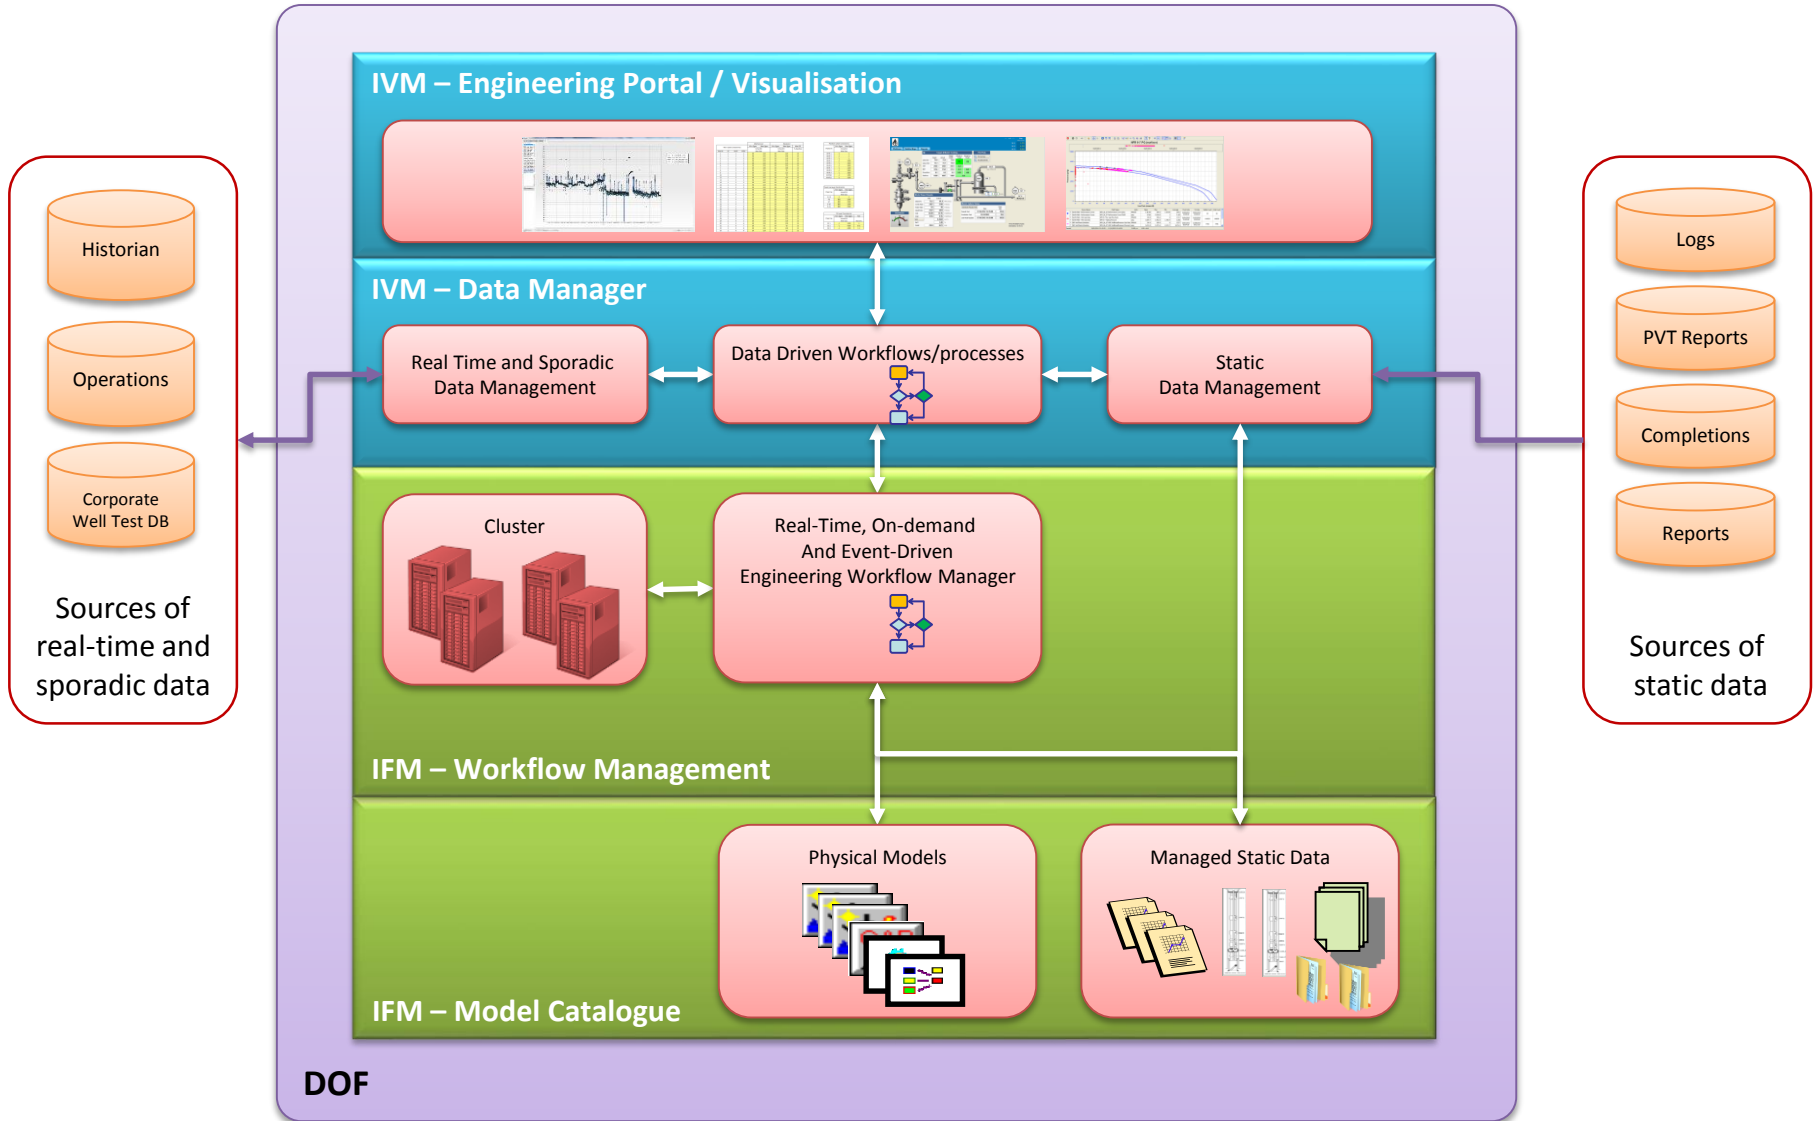 IVM – Engineering Portal / Visualisation
IVM – Data Manager
Real Time and Sporadic
Data Management
Data Driven Workflows/processes
Static
Data Management
Cluster
Real-Time, On-demand
And Event-Driven
Engineering Workflow Manager
IFM – Workflow Management
Physical Models
Managed Static Data
IFM – Model Catalogue
DOF
Historian
Operations
Corporate
Well Test DB
Sources of
real-time and
sporadic data
Logs
PVT Reports
Completions
Reports
Sources of
static data